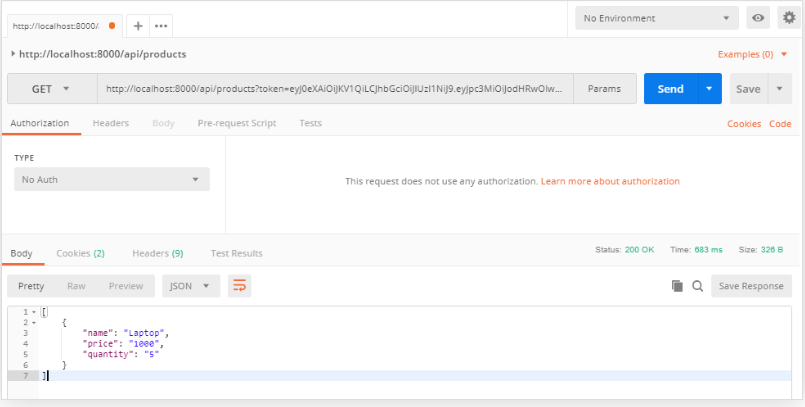 http://localhost:8000/
No Environment
http://localhost:8000/api/products
Examples (0)
GET
http://localhost:8000/api/products?token=eyJ0eXAiOiJKV1QiLCJhbGciOiJIUzI1NiJ9.eyJpc3MiOiJodHRwOlw...
Params
Send
Save
Authorization Headers Body Pre-request Script Tests
Cookies Code
TYPE
No Auth
This request does not use any authorization. Learn more about authorization
Body Cookies (2) Headers (9) Test Results
Status: 200 OK Time: 683 ms Size: 326 B
Pretty Raw Preview JSON
Save Response
1 [
2 {
3 "name": "Laptop",
4 "price": "1000",
5 "quantity": "5"
6 }
7 ]